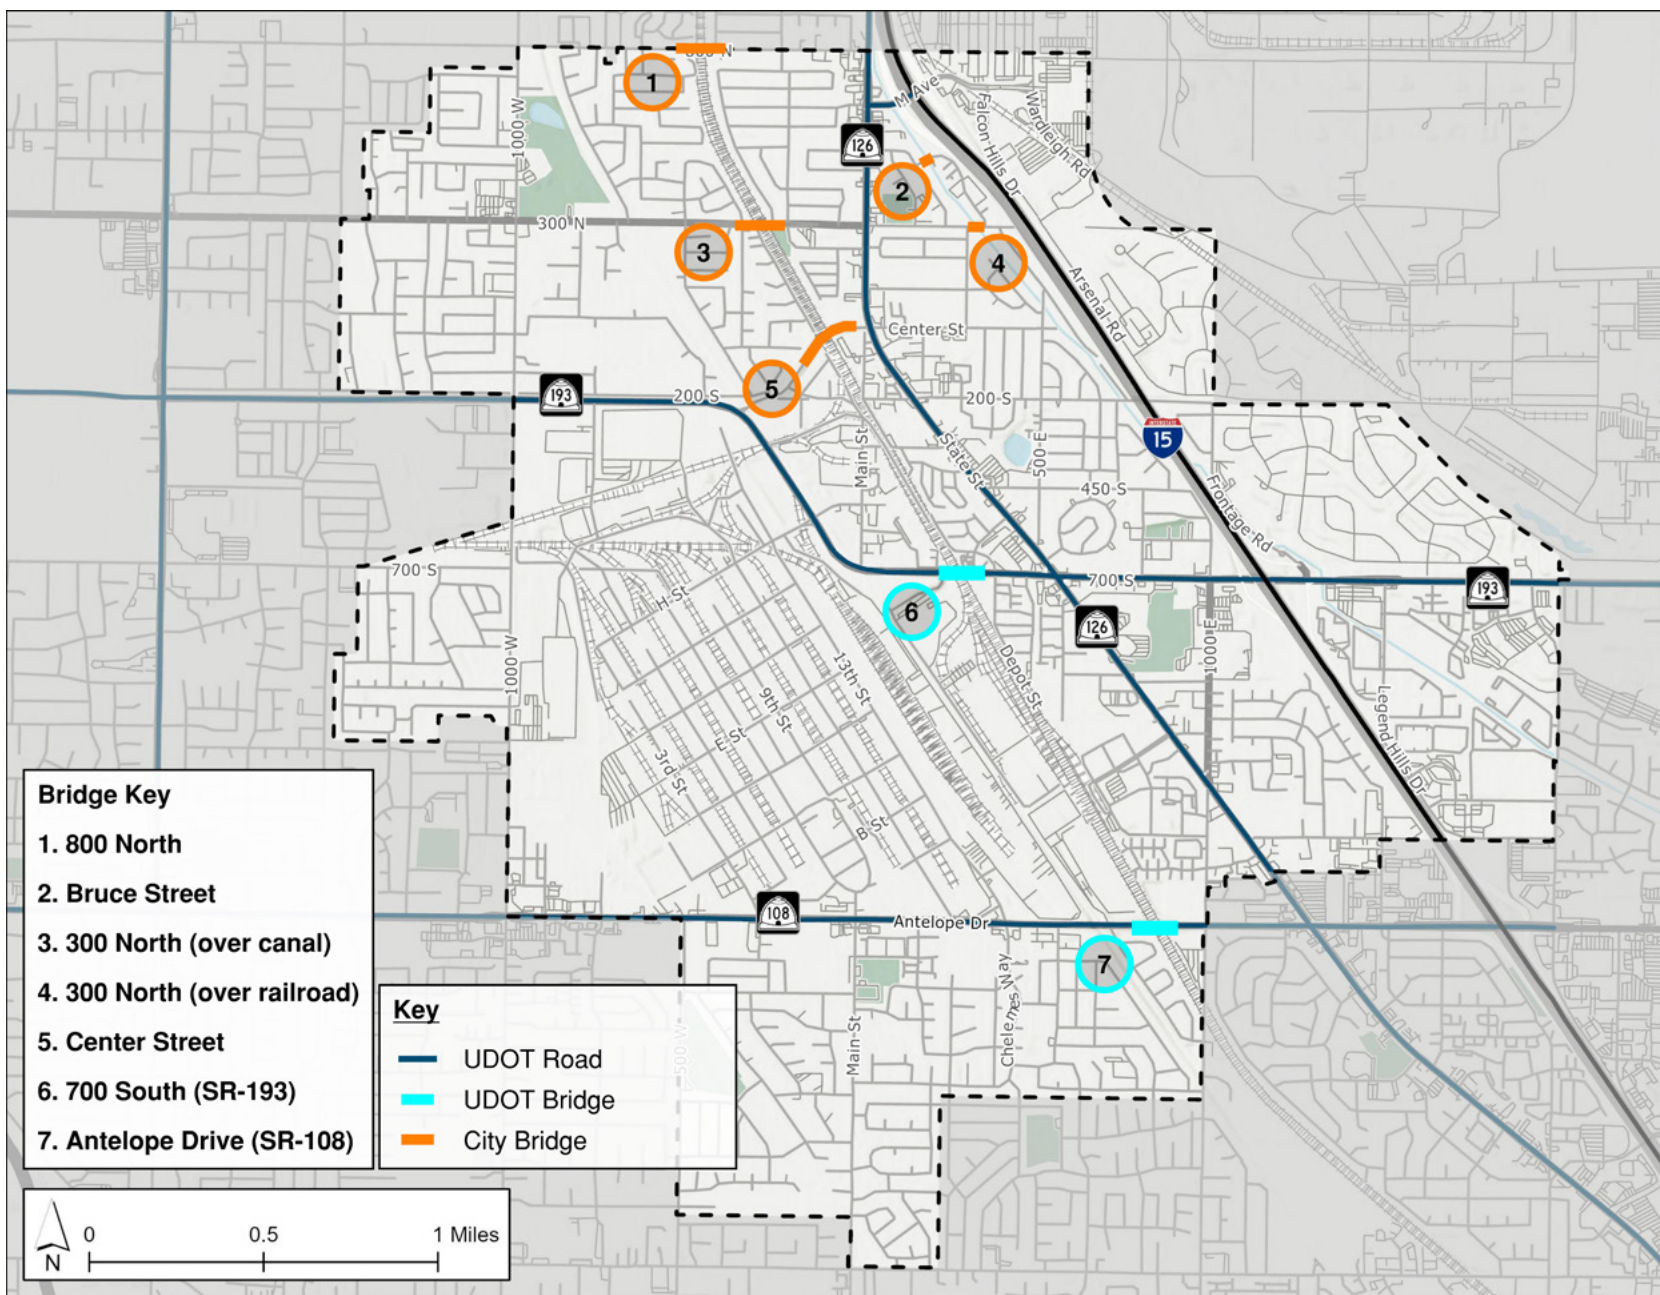 800 N
1
M Ave
Falcon Hills Dr
Wardleigh Rd
1000 W
126
2
300 N
3
4
Arsenal Rd
Center St
5
193
200 S
200 S
Main St
State St
500 E
15
450 S
Frontage Rd
700 S
700 S
193
H St
6
126
1000 W
13th St
Depot St
1000 E
9th St
E St
3rd St
Legend Hills Dr
B St
108
Antelope Dr
7
Main St
Bridge Key
1. 800 North
2. Bruce Street
3. 300 North (over canal)
4. 300 North (over railroad)
5. Center Street
6. 700 South (SR-193)
7. Antelope Drive (SR-108)
Key
UDOT Road
UDOT Bridge
City Bridge
500 W
N
0 0.5 1 Miles